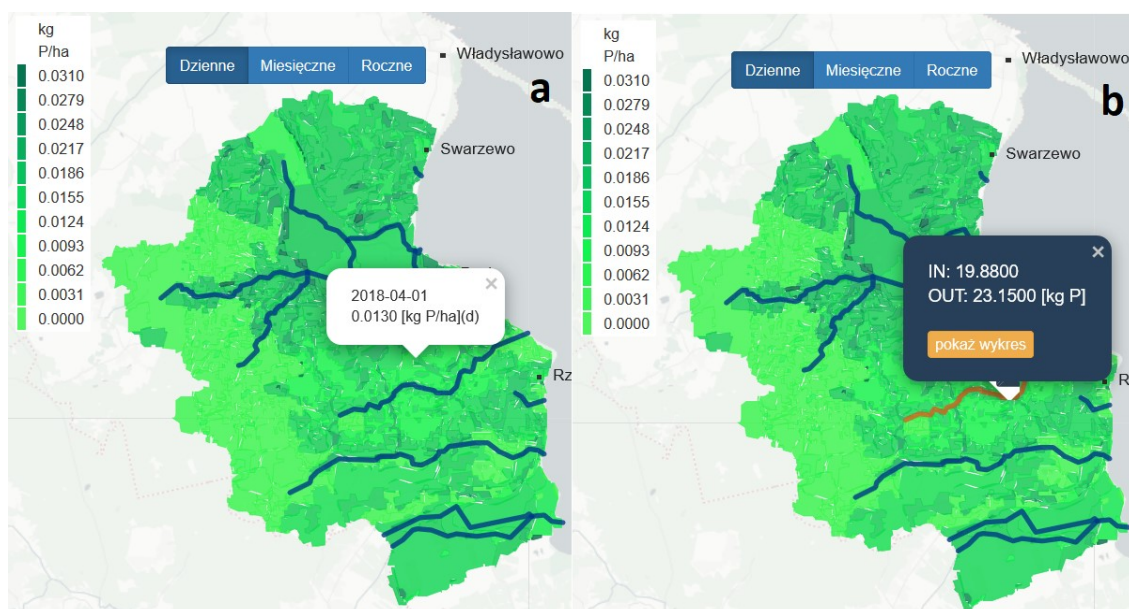 kg
P/ha
0.0310
0.0279
0.0248
0.0217
0.0186
0.0155
0.0124
0.0093
0.0062
0.0031
0.0000
Dzienne Miesięczne Roczne
Władysławowo
a
Swarzewo
2018-04-01 ×
0.0130 [kg P/ha](d)
Rz
kg
P/ha
0.0310
0.0279
0.0248
0.0217
0.0186
0.0155
0.0124
0.0093
0.0062
0.0031
0.0000
Dzienne Miesięczne Roczne
Władysławowo
b
Swarzewo
×
IN: 19.8800
OUT: 23.1500 [kg P]
pokaż wykres
R